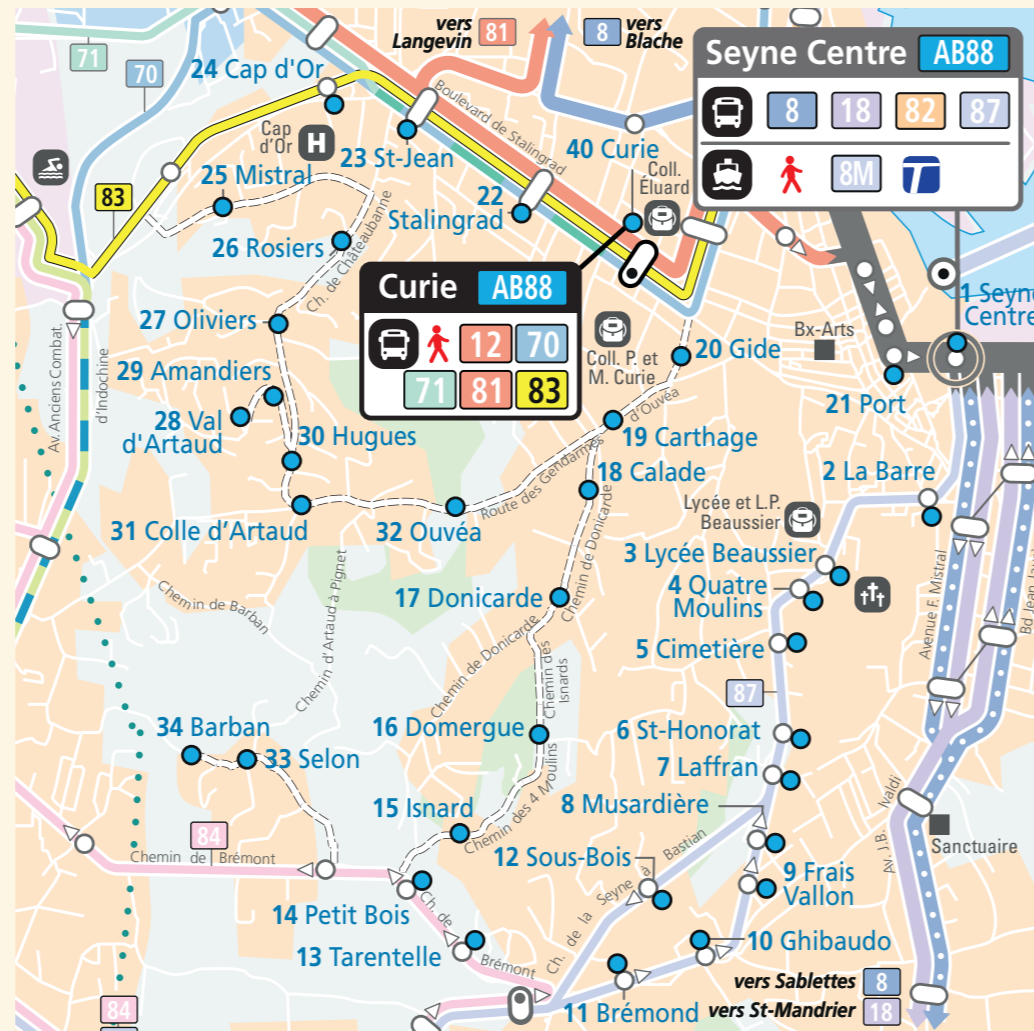 vers
Langevin 81
8 vers
Blache
71
70
24 Cap d'Or
Boulevard de Stalingrad
Seyne Centre AB88
8 18 82 87
8M
Cap
d'Or
H
23 St-Jean
40 Curie
Coll.
Éluard
25 Mistral
83
22
Stalingrad
26 Rosiers
Ch. de Châteaubanne
Curie AB88
12 70
71 81 83
1 Seyne
Centre
27 Oliviers
Bx-Arts
Coll. P. et
M. Curie
20 Gide
29 Amandiers
21 Port
28 Val
d'Artaud
Av. Anciens Combat.
d'Indochine
30 Hugues
19 Carthage
Route des Gendarmes
d'Ouvéa
18 Calade
2 La Barre
31 Colle d'Artaud
32 Ouvéa
Lycée et L.P.
Beaussier
3 Lycée Beaussier
4 Quatre
Moulins
Chemin de Donicarde
17 Donicarde
Chemin de Barban
Chemin d'Artaud à Pignet
5 Cimetière
Avenue F. Mistral
Chemin de Donicarde
Chemin des
Isnards
87
34 Barban
33 Selon
16 Domergue
6 St-Honorat
7 Laffran
15 Isnard
Chemin des 4 Moulins
8 Musardière
Av. J.B. Ivaldi
84
Chemin de Brémont
12 Sous-Bois
Ch. de la Seyne à Bastian
Sanctuaire
9 Frais
Vallon
14 Petit Bois
Ch. de
Brémont
13 Tarentelle
10 Ghibaudo
vers Sablettes 8
11 Brémond
vers St-Mandrier 18
84